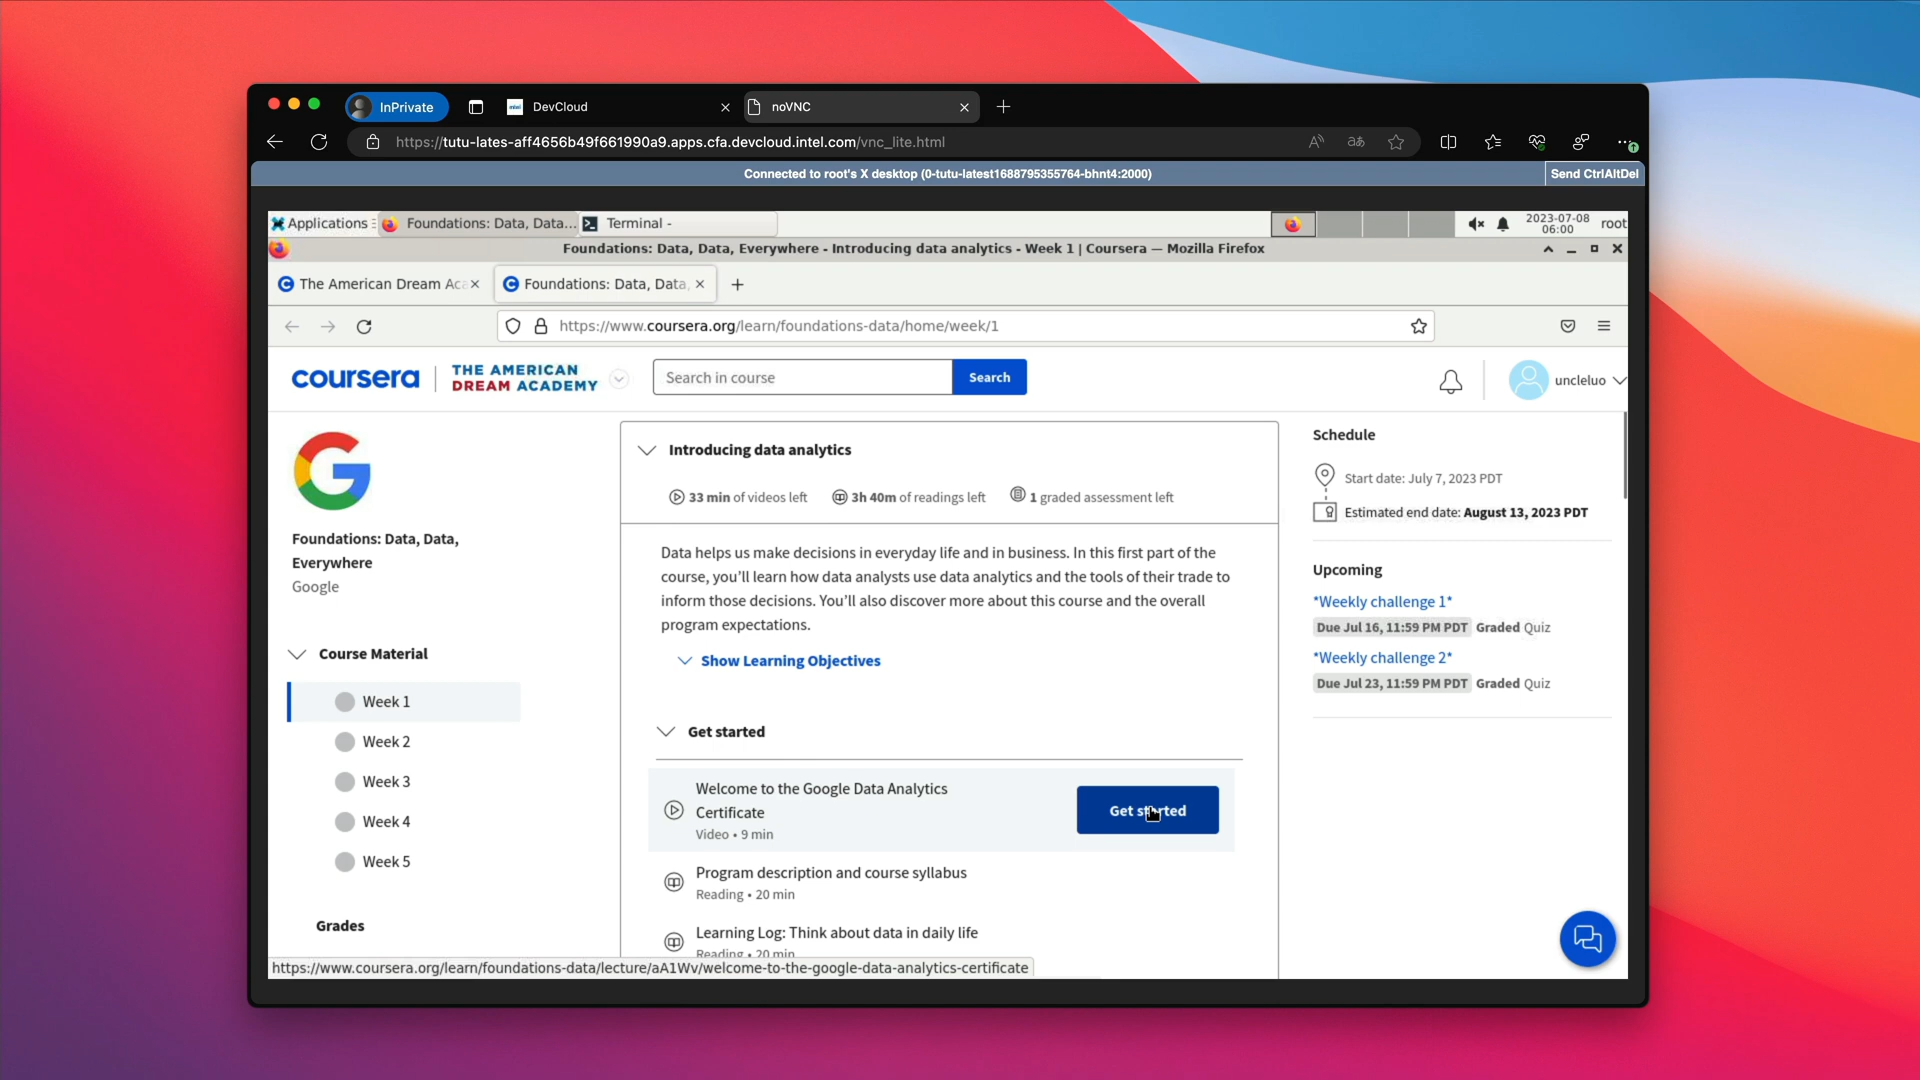 InPrivate
intel
DevCloud
noVNC
https://tutu-lates-aff4656b49f661990a9.apps.cfa.devcloud.intel.com/vnc_lite.html
Connected to root's X desktop (0-tutu-latest1688795355764-bhnt4:2000)
Send CtrlAltDel
Applications
Foundations: Data, Data...
Terminal -
2023-07-08
06:00
root
Foundations: Data, Data, Everywhere - Introducing data analytics - Week 1 | Coursera — Mozilla Firefox
The American Dream Aca
Foundations: Data, Data,
https://www.coursera.org/learn/foundations-data/home/week/1
coursera
THE AMERICAN
DREAM ACADEMY
Search in course
Search
uncleluo
Foundations: Data, Data,
Everywhere
Google
Course Material
Week 1
Week 2
Week 3
Week 4
Week 5
Grades
Introducing data analytics
33 min of videos left
3h 40m of readings left
1 graded assessment left
Data helps us make decisions in everyday life and in business. In this first part of the
course, you'll learn how data analysts use data analytics and the tools of their trade to
inform those decisions. You'll also discover more about this course and the overall
program expectations.
Show Learning Objectives
Get started
Welcome to the Google Data Analytics
Certificate
Video • 9 min
Get started
Program description and course syllabus
Reading • 20 min
Learning Log: Think about data in daily life
Reading • 20 min
Schedule
Start date: July 7, 2023 PDT
Estimated end date: August 13, 2023 PDT
Upcoming
*Weekly challenge 1*
Due Jul 16, 11:59 PM PDT Graded Quiz
*Weekly challenge 2*
Due Jul 23, 11:59 PM PDT Graded Quiz
https://www.coursera.org/learn/foundations-data/lecture/aA1Wv/welcome-to-the-google-data-analytics-certificate